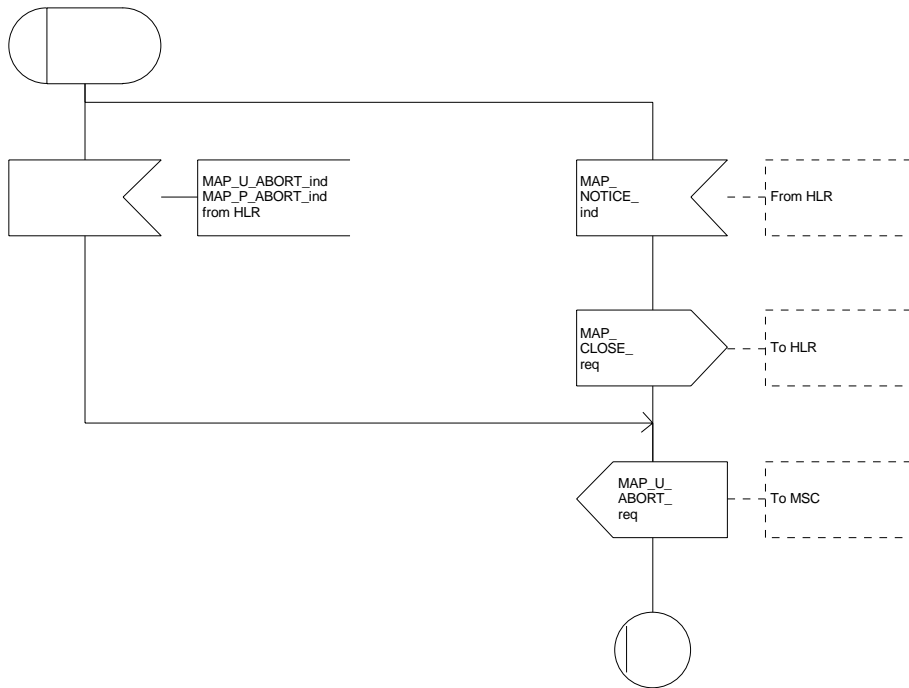 MAP_U_ABORT_ind
MAP_P_ABORT_ind
from HLR
MAP_
NOTICE_
ind
From HLR
MAP_
CLOSE_
req
To HLR
MAP_U_
ABORT_
req
To MSC